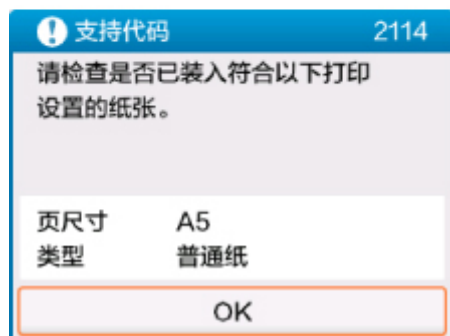 支持代码 2114
请检查是否已装入符合以下打印
设置的纸张。
页尺寸 A5
类型 普通纸
OK